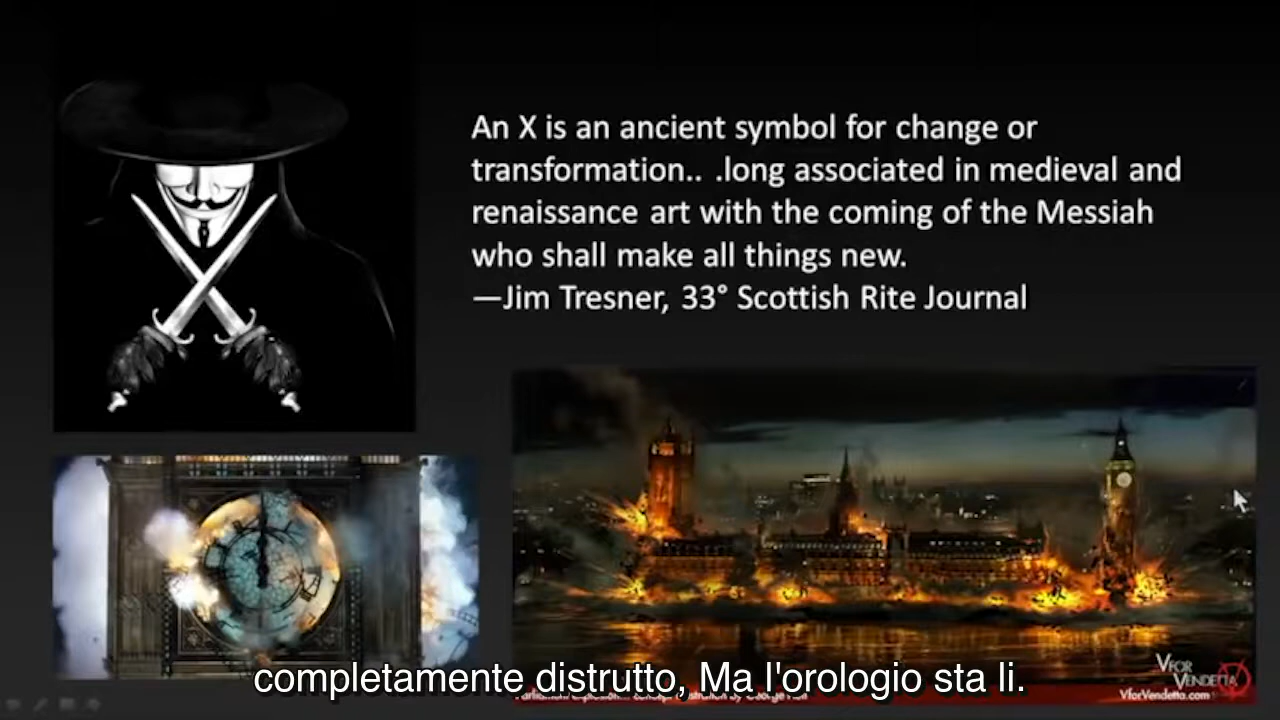 An X is an ancient symbol for change or
transformation.. .long associated in medieval and
renaissance art with the coming of the Messiah
who shall make all things new.
—Jim Tresner, 33° Scottish Rite Journal
V FOR
VENDETTA
VforVendetta.com
completamente distrutto, Ma l'orologio sta li.